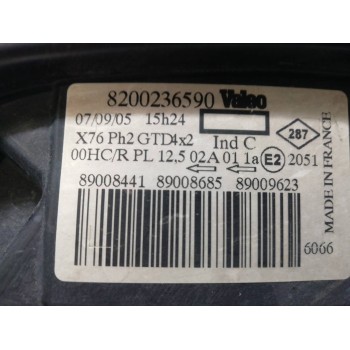 8200236590 Valeo
07/09/05 15h24
X76 Ph2 GTD4x2 Ind C
287
00HC/R PL 12,5 02A 01 1a E2 2051
89008441 89008685 89009623
MADE IN FRANCE
6066